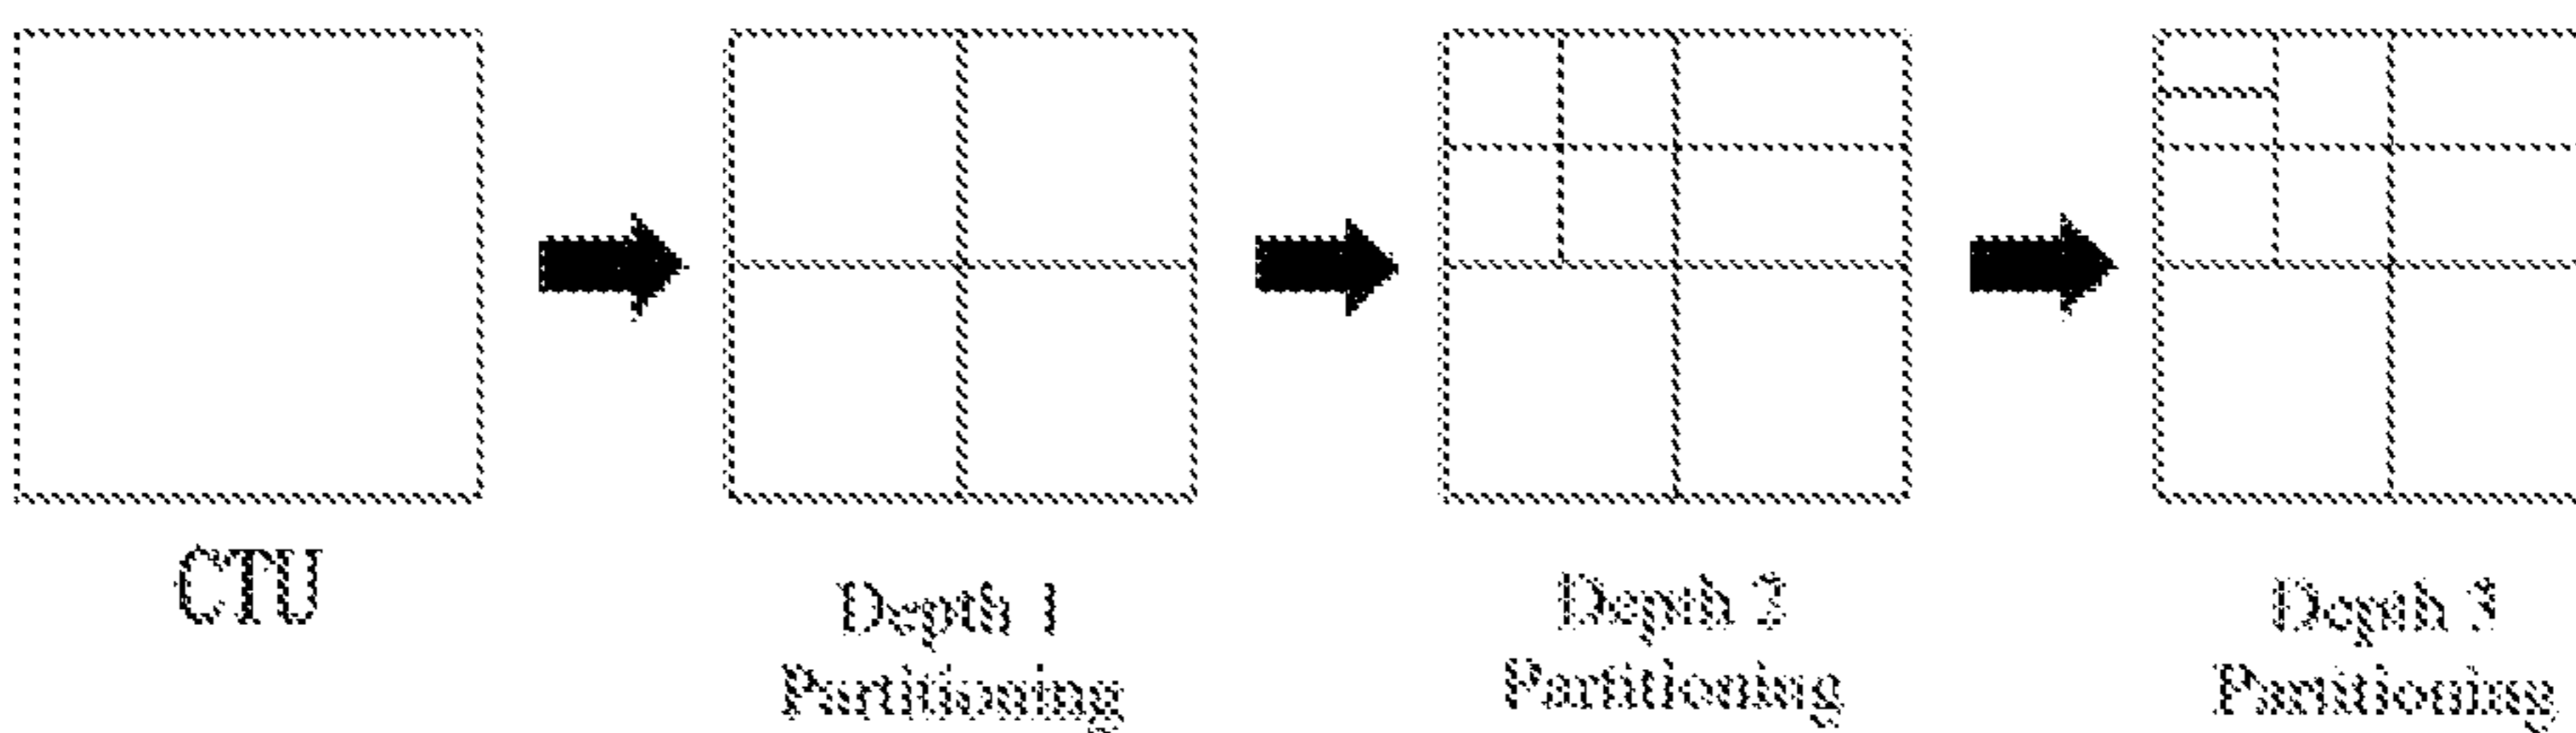 CTU
Depth 1
Partitioning
Depth 2
Partitioning
Depth 3
Partitioning